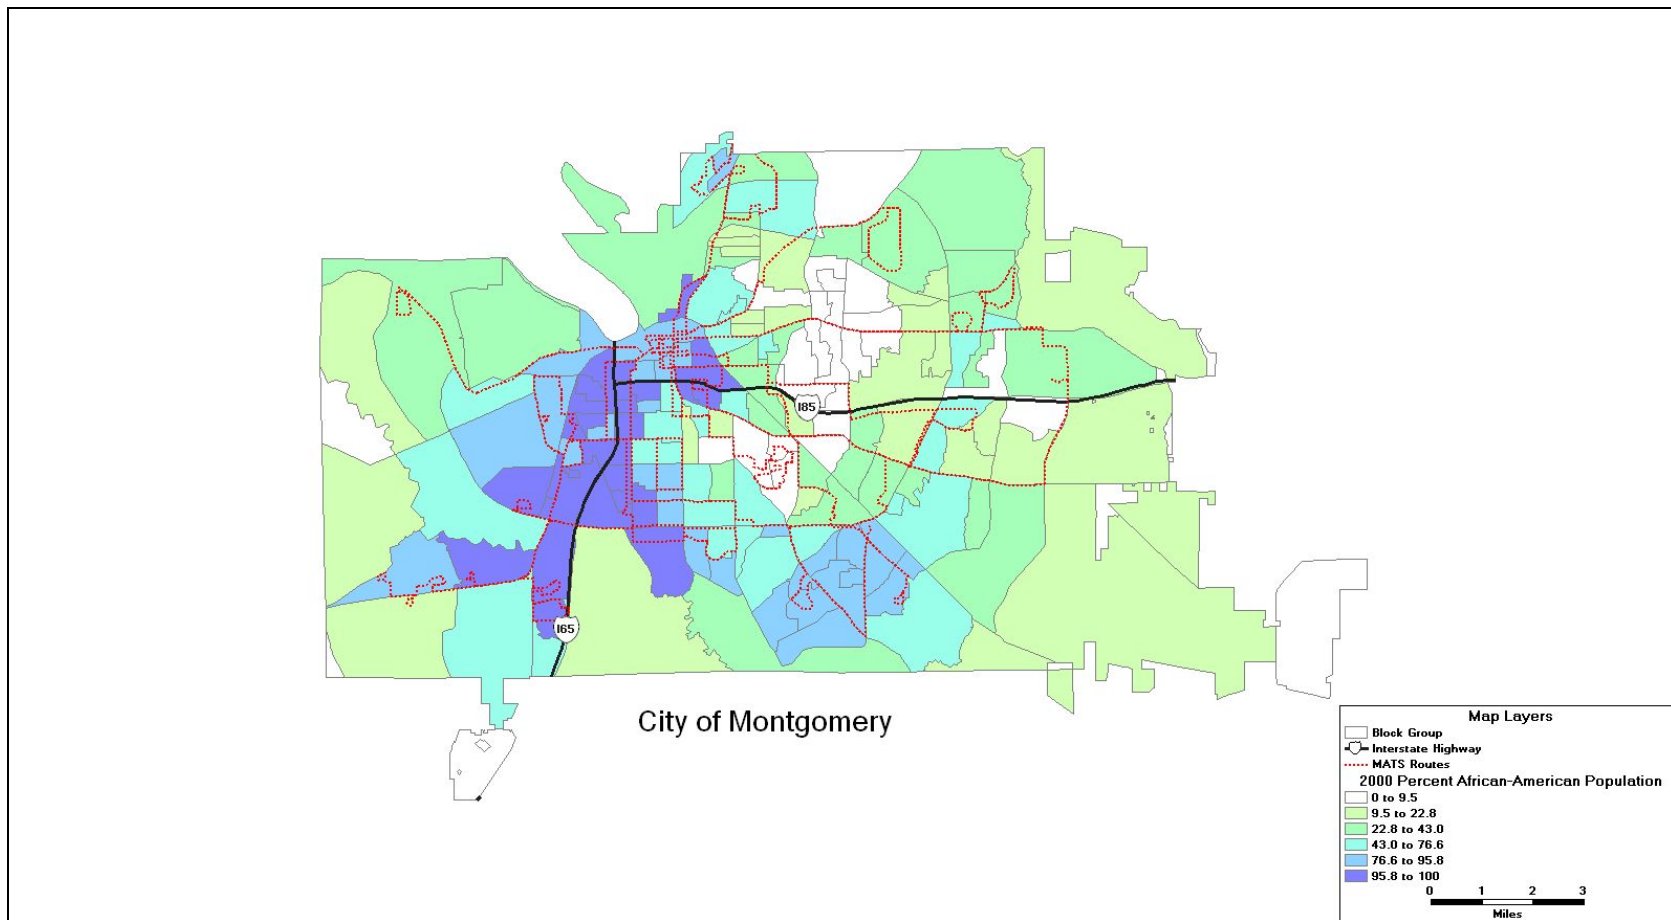 I85
I65
City of Montgomery
Map Layers
Block Group
Interstate Highway
MATS Routes
2000 Percent African-American Population
0 to 9.5
9.5 to 22.8
22.8 to 43.0
43.0 to 76.6
76.6 to 95.8
95.8 to 100
0 1 2 3
Miles